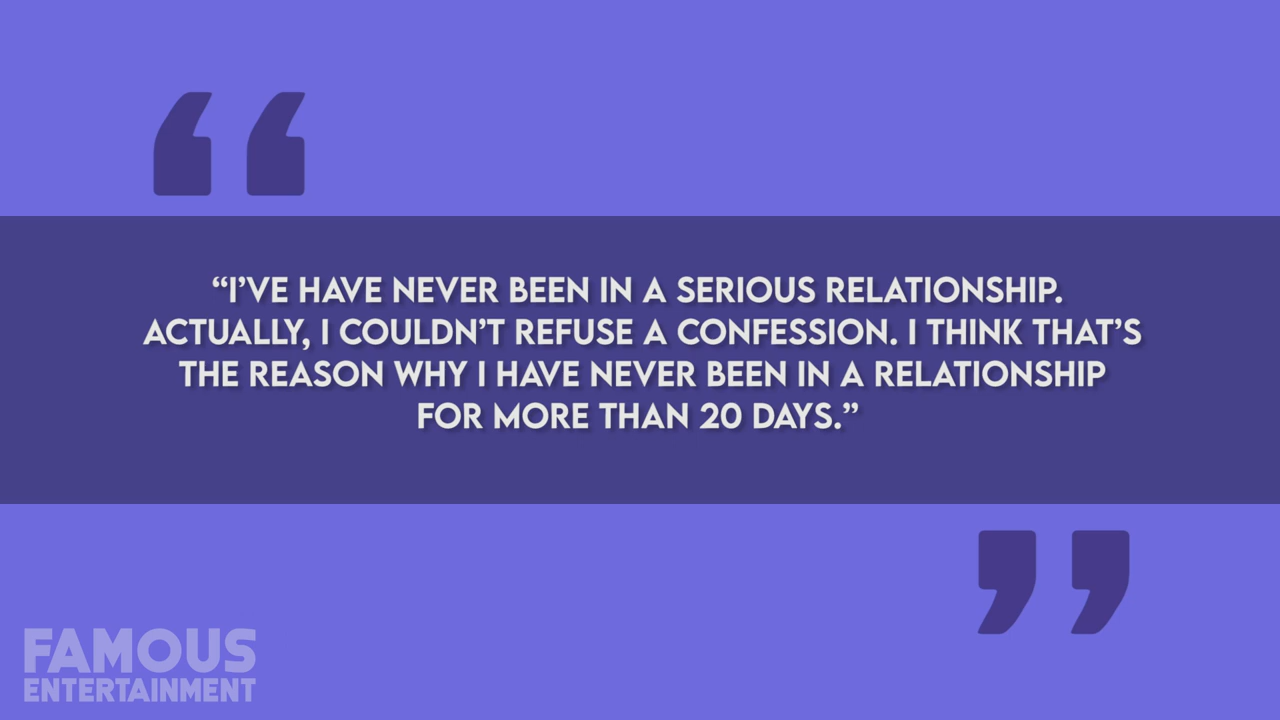 “I’VE HAVE NEVER BEEN IN A SERIOUS RELATIONSHIP.
ACTUALLY, I COULDN’T REFUSE A CONFESSION. I THINK THAT’S
THE REASON WHY I HAVE NEVER BEEN IN A RELATIONSHIP
FOR MORE THAN 20 DAYS.”
FAMOUS
ENTERTAINMENT